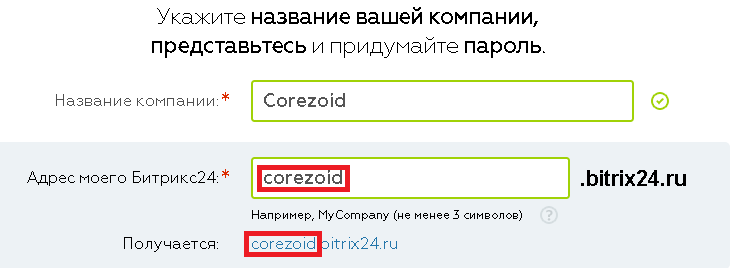 Укажите название вашей компании,
представьтесь и придумайте пароль.
Название компании:* Corezoid
Адрес моего Битрикс24:* corezoid .bitrix24.ru
Например, MyCompany (не менее 3 символов) ?
Получается: corezoid.bitrix24.ru